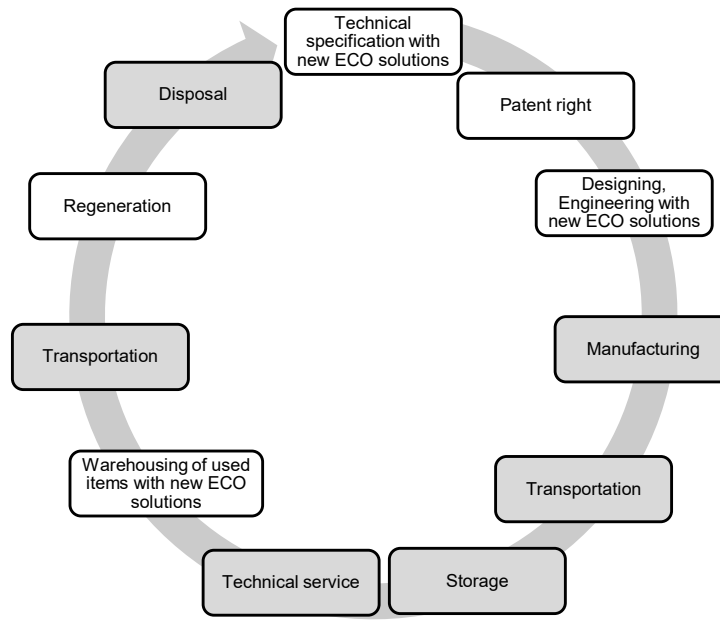 Technical
specification with
new ECO solutions
Patent right
Designing,
Engineering with
new ECO solutions
Manufacturing
Transportation
Storage
Technical service
Warehousing of used
items with new ECO
solutions
Transportation
Regeneration
Disposal